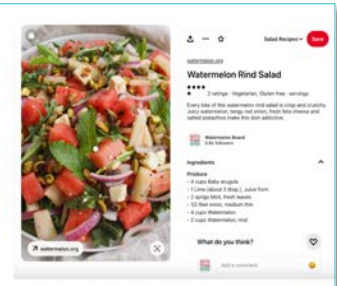 Salad Recipes
Save
watermelon.org
Watermelon Rind Salad
2 ratings · Vegetarian, Gluten free · servings
Every bite of this watermelon rind salad is crisp and crunchy.
Juicy watermelon, tangy red onion, fresh feta cheese and
salted pistachios make this dish addictive.
Watermelon Board
followers
Ingredients
Produce
- 4 cups Baby arugula
- 1 Lime (about 3 tbsp.), Juice from
- 2 sprigs Mint, fresh leaves
- 1/2 Red onion, medium thin
- 4 cups Watermelon
- 2 cups Watermelon, rind
watermelon.org
What do you think?
Add a comment